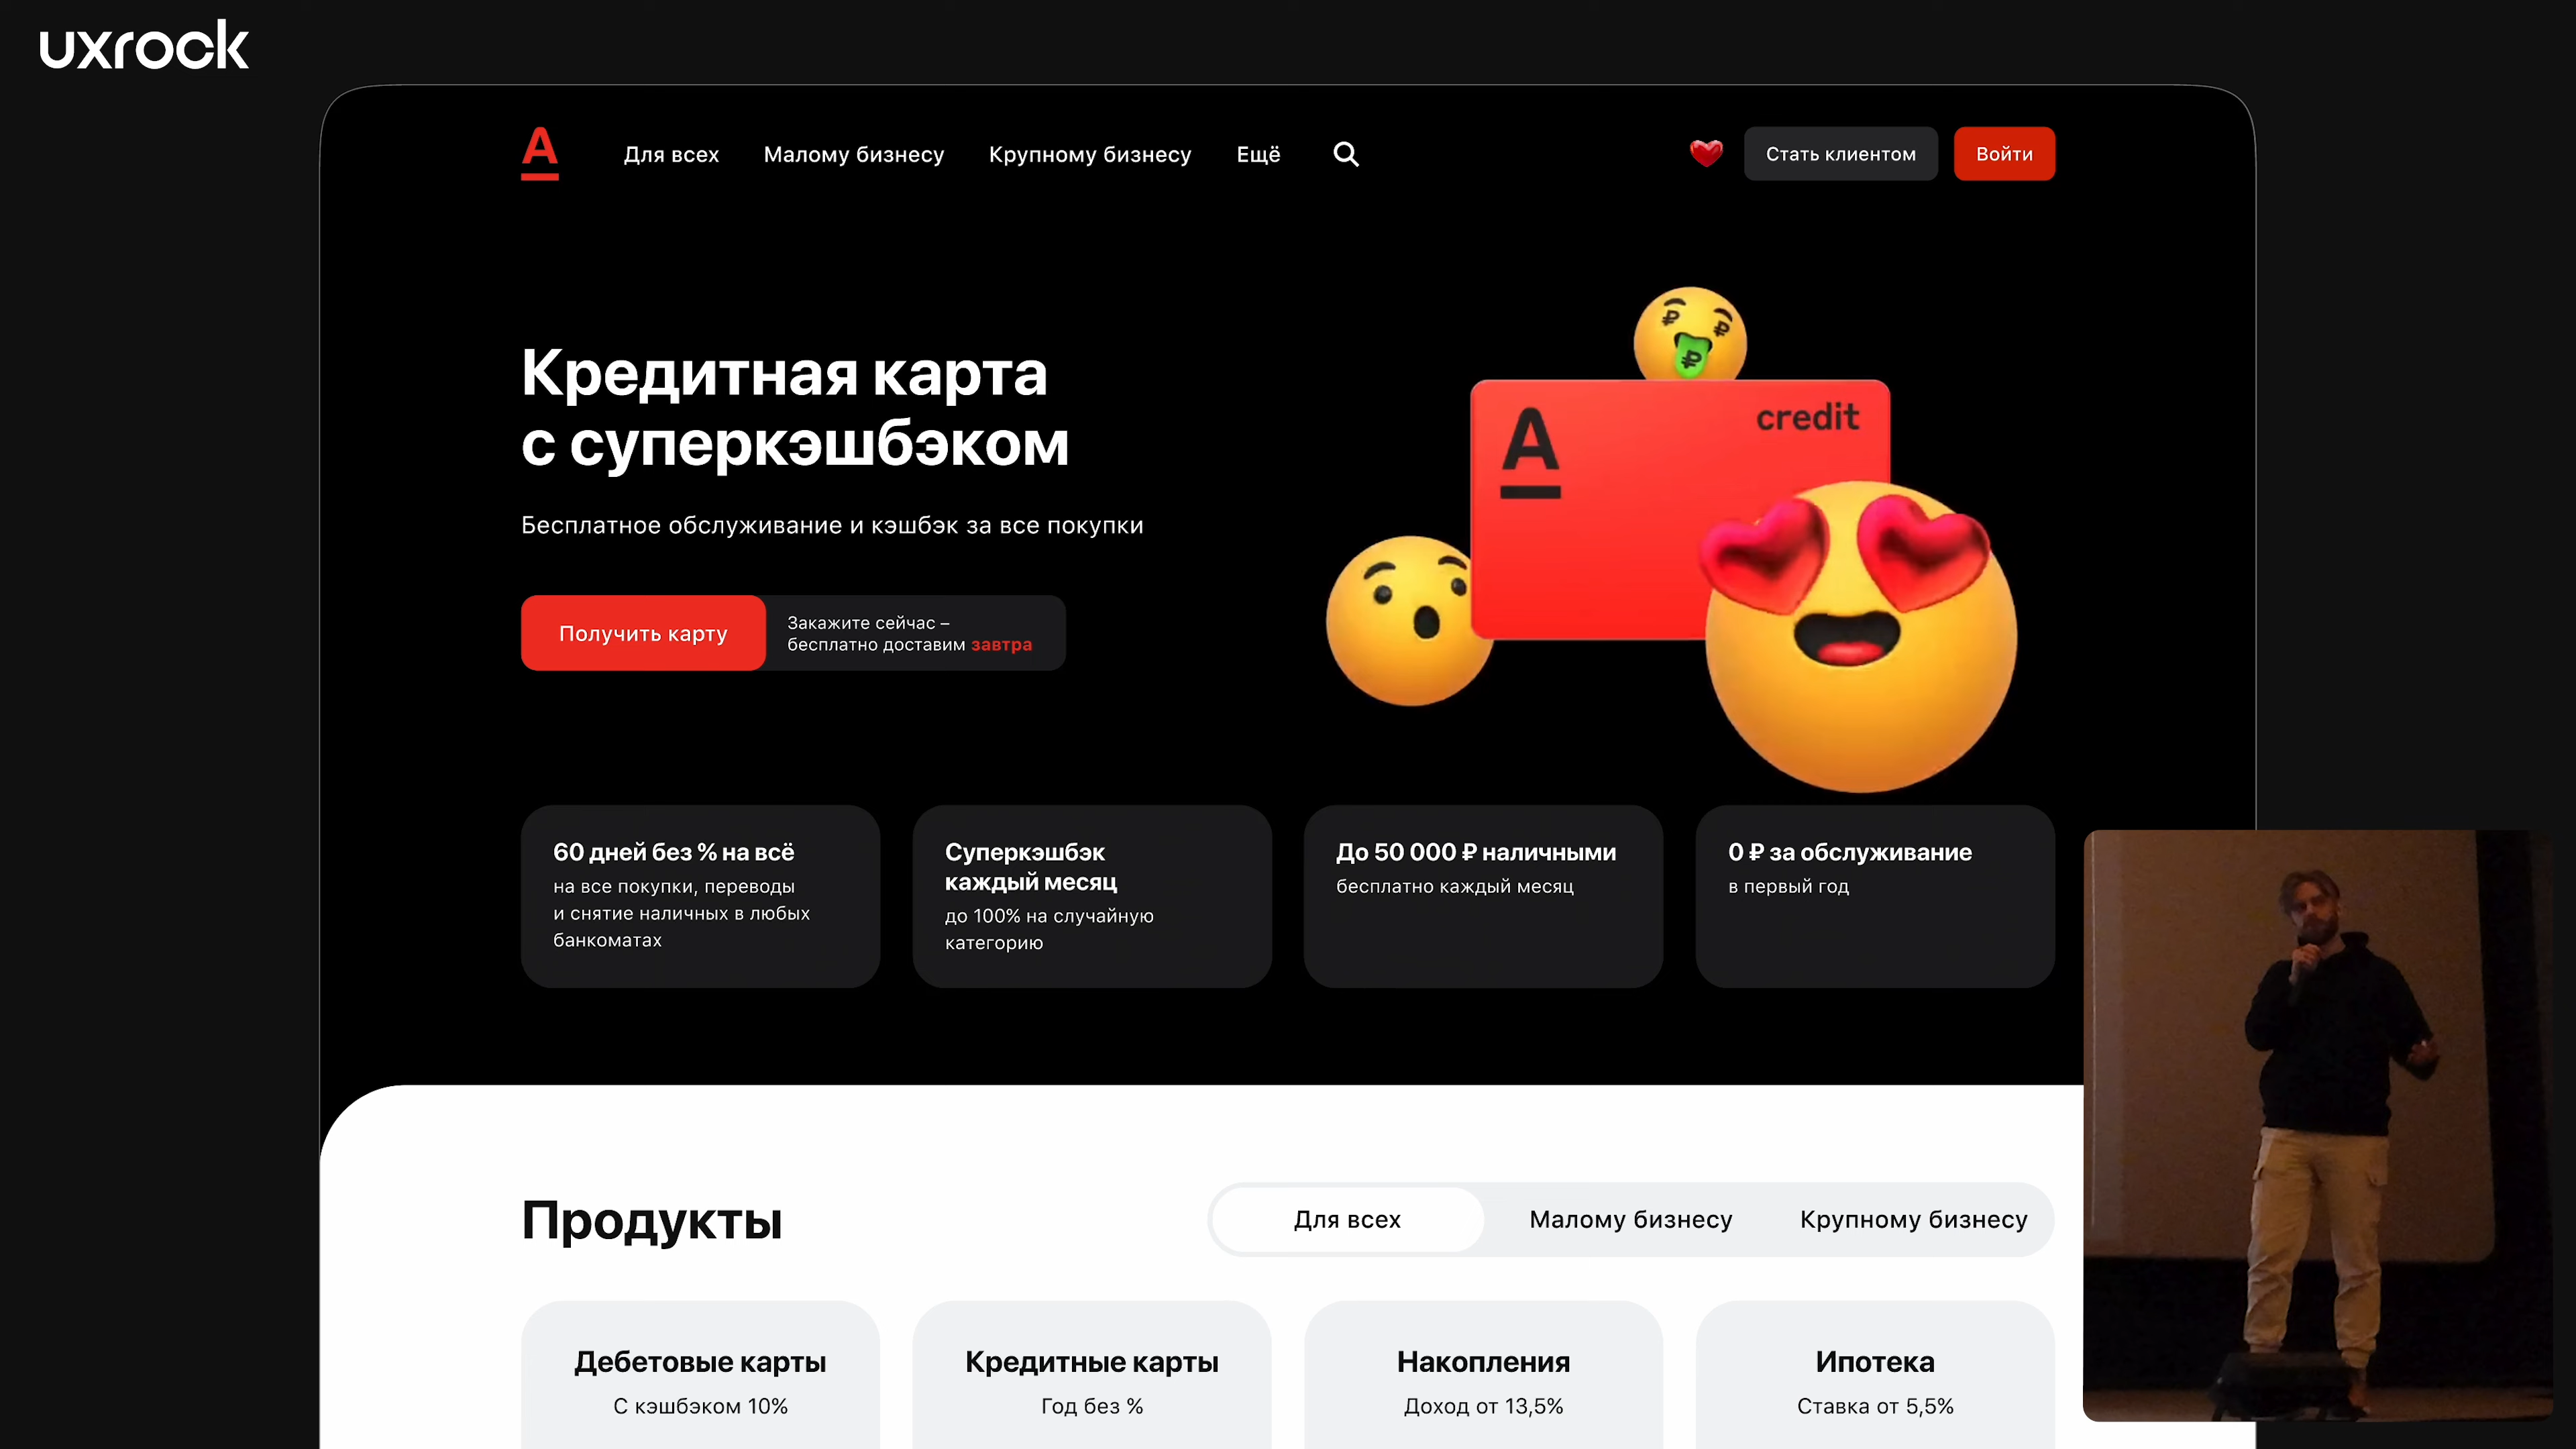 uxrock
А
Для всех
Малому бизнесу
Крупному бизнесу
Ещё
Стать клиентом
Войти
Кредитная карта
с суперкэшбэком
Бесплатное обслуживание и кэшбэк за все покупки
Получить карту
Закажите сейчас –
бесплатно доставим завтра
₽ ₽
₽
А
credit
60 дней без % на всё
на все покупки, переводы
и снятие наличных в любых
банкоматах
Суперкэшбэк
каждый месяц
до 100% на случайную
категорию
До 50 000 ₽ наличными
бесплатно каждый месяц
0 ₽ за обслуживание
в первый год
Продукты
Для всех
Малому бизнесу
Крупному бизнесу
Дебетовые карты
С кэшбэком 10%
Кредитные карты
Год без %
Накопления
Доход от 13,5%
Ипотека
Ставка от 5,5%